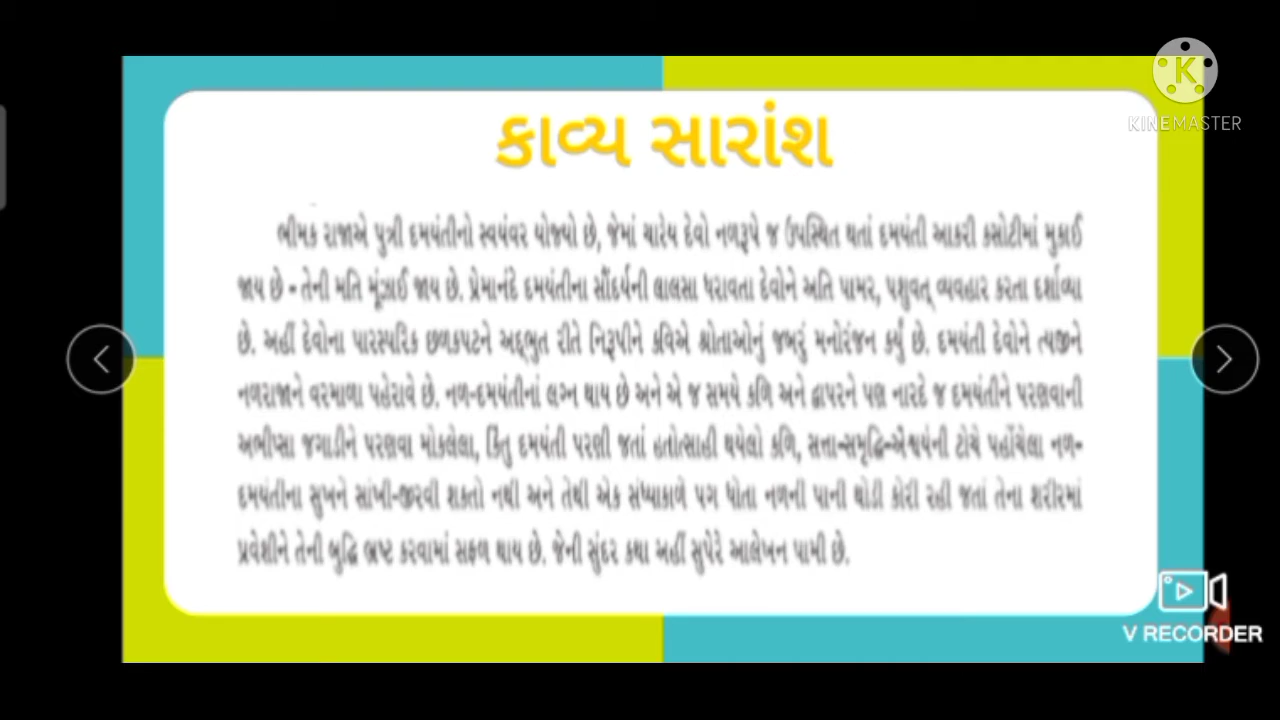 કાવ્ય સારાંશ
ભીમક રાજાએ પુત્રી દમયંતીનો સ્વયંવર યોજ્યો છે, જેમાં ચારેય દેવો નળરૂપે જ ઉપસ્થિત થતાં દમયંતી આકરી કસોટીમાં મુકાઈ
જાય છે - તેની મતિ મૂંઝાઈ જાય છે. પ્રેમાનંદે દમયંતીના સૌંદર્યની લાલસા ધરાવતા દેવોને અતિ પામર, પશુવત્ વ્યવહાર કરતા દર્શાવ્યા
છે. અહીં દેવોના પારસ્પરિક છળકપટને અદ્ભુત રીતે નિરૂપીને કવિએ શ્રોતાઓનું જબરું મનોરંજન કર્યું છે. દમયંતી દેવોને ત્યજીને
નળરાજાને વરમાળા પહેરાવે છે. નળ-દમયંતીનાં લગ્ન થાય છે અને એ જ સમયે કળિ અને દ્વાપરને પણ નારદે જ દમયંતીને પરણવાની
અભીપ્સા જગાડીને પરણવા મોકલેલા, કિંતુ દમયંતી પરણી જતાં હતોત્સાહી થયેલો કળિ, સત્તા-સમૃદ્ધિ-ઐશ્વર્યની ટોચે પહોંચેલા નળ-
દમયંતીના સુખને સાંખી-જીરવી શકતો નથી અને તેથી એક સંધ્યાકાળે પગ ધોતા નળની પાની થોડી કોરી રહી જતાં તેના શરીરમાં
પ્રવેશીને તેની બુદ્ધિ ભ્રષ્ટ કરવામાં સફળ થાય છે. જેની સુંદર કથા અહીં સુપેરે આલેખન પામી છે.
K
KINEMASTER
V RECORDER